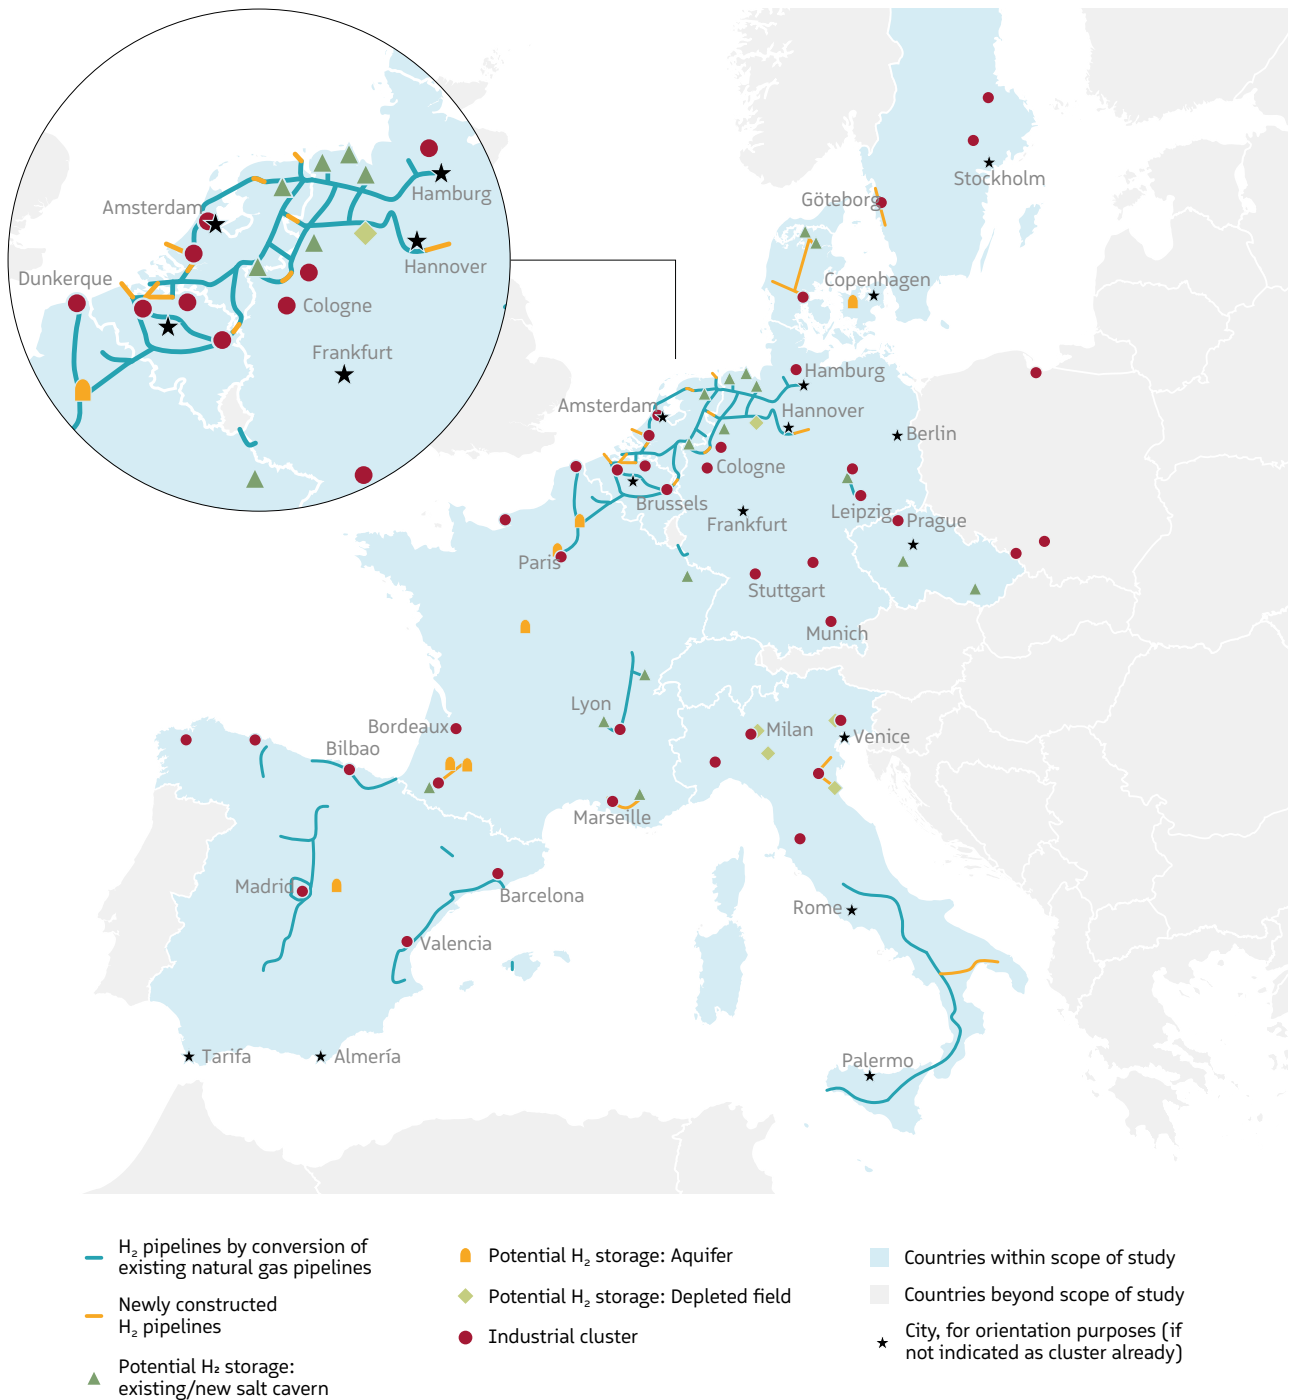 Amsterdam
Hamburg
Hannover
Dunkerque
Cologne
Frankfurt
Stockholm
Göteborg
Copenhagen
Hamburg
Amsterdam
Hannover
Berlin
Cologne
Brussels
Leipzig
Frankfurt
Prague
Paris
Stuttgart
Munich
Lyon
Bordeaux
Milan
Venice
Bilbao
Marseille
Madrid
Barcelona
Rome
Valencia
Tarifa
Almería
Palermo
H₂ pipelines by conversion of
existing natural gas pipelines
Newly constructed
H₂ pipelines
Potential H₂ storage:
existing/new salt cavern
Potential H₂ storage: Aquifer
Potential H₂ storage: Depleted field
Industrial cluster
Countries within scope of study
Countries beyond scope of study
City, for orientation purposes (if
not indicated as cluster already)